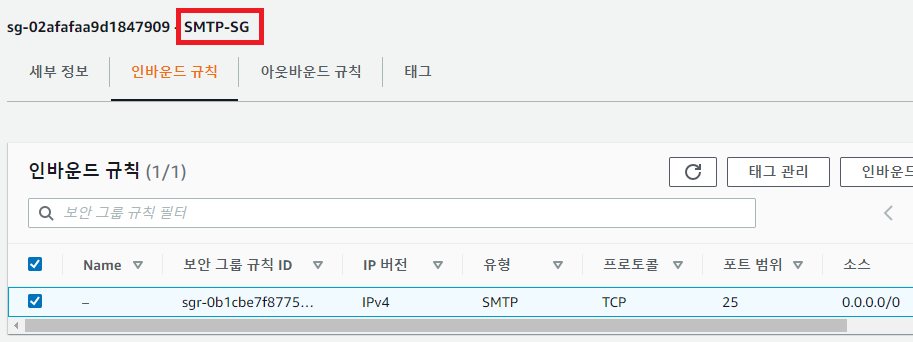 sg-02afafaa9d1847909 - SMTP-SG
세부 정보 인바운드 규칙 아웃바운드 규칙 태그
인바운드 규칙 (1/1) 태그 관리 인바운드
보안 그룹 규칙 필터
Name 보안 그룹 규칙 ID IP 버전 유형 프로토콜 포트 범위 소스
– sgr-0b1cbe7f8775... IPv4 SMTP TCP 25 0.0.0.0/0